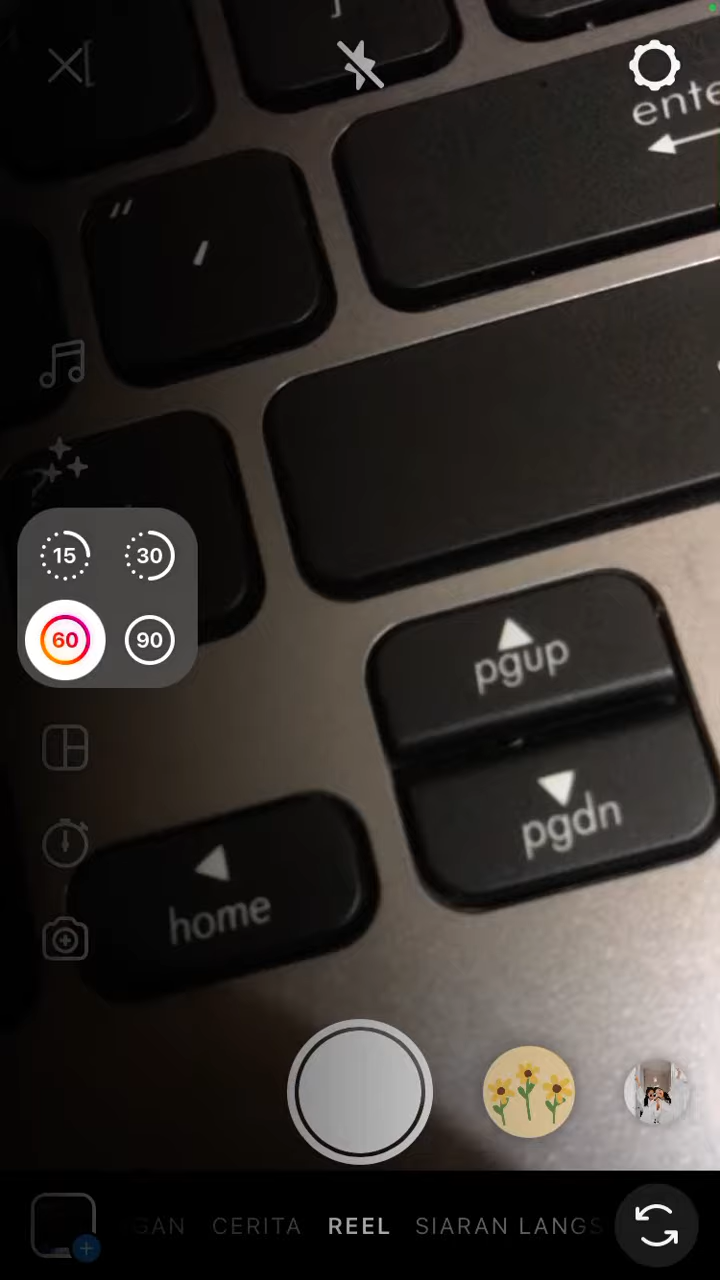 ]
ente
"
'
15 30
60 90
pgup
pgdn
home
GAN CERITA REEL SIARAN LANGS